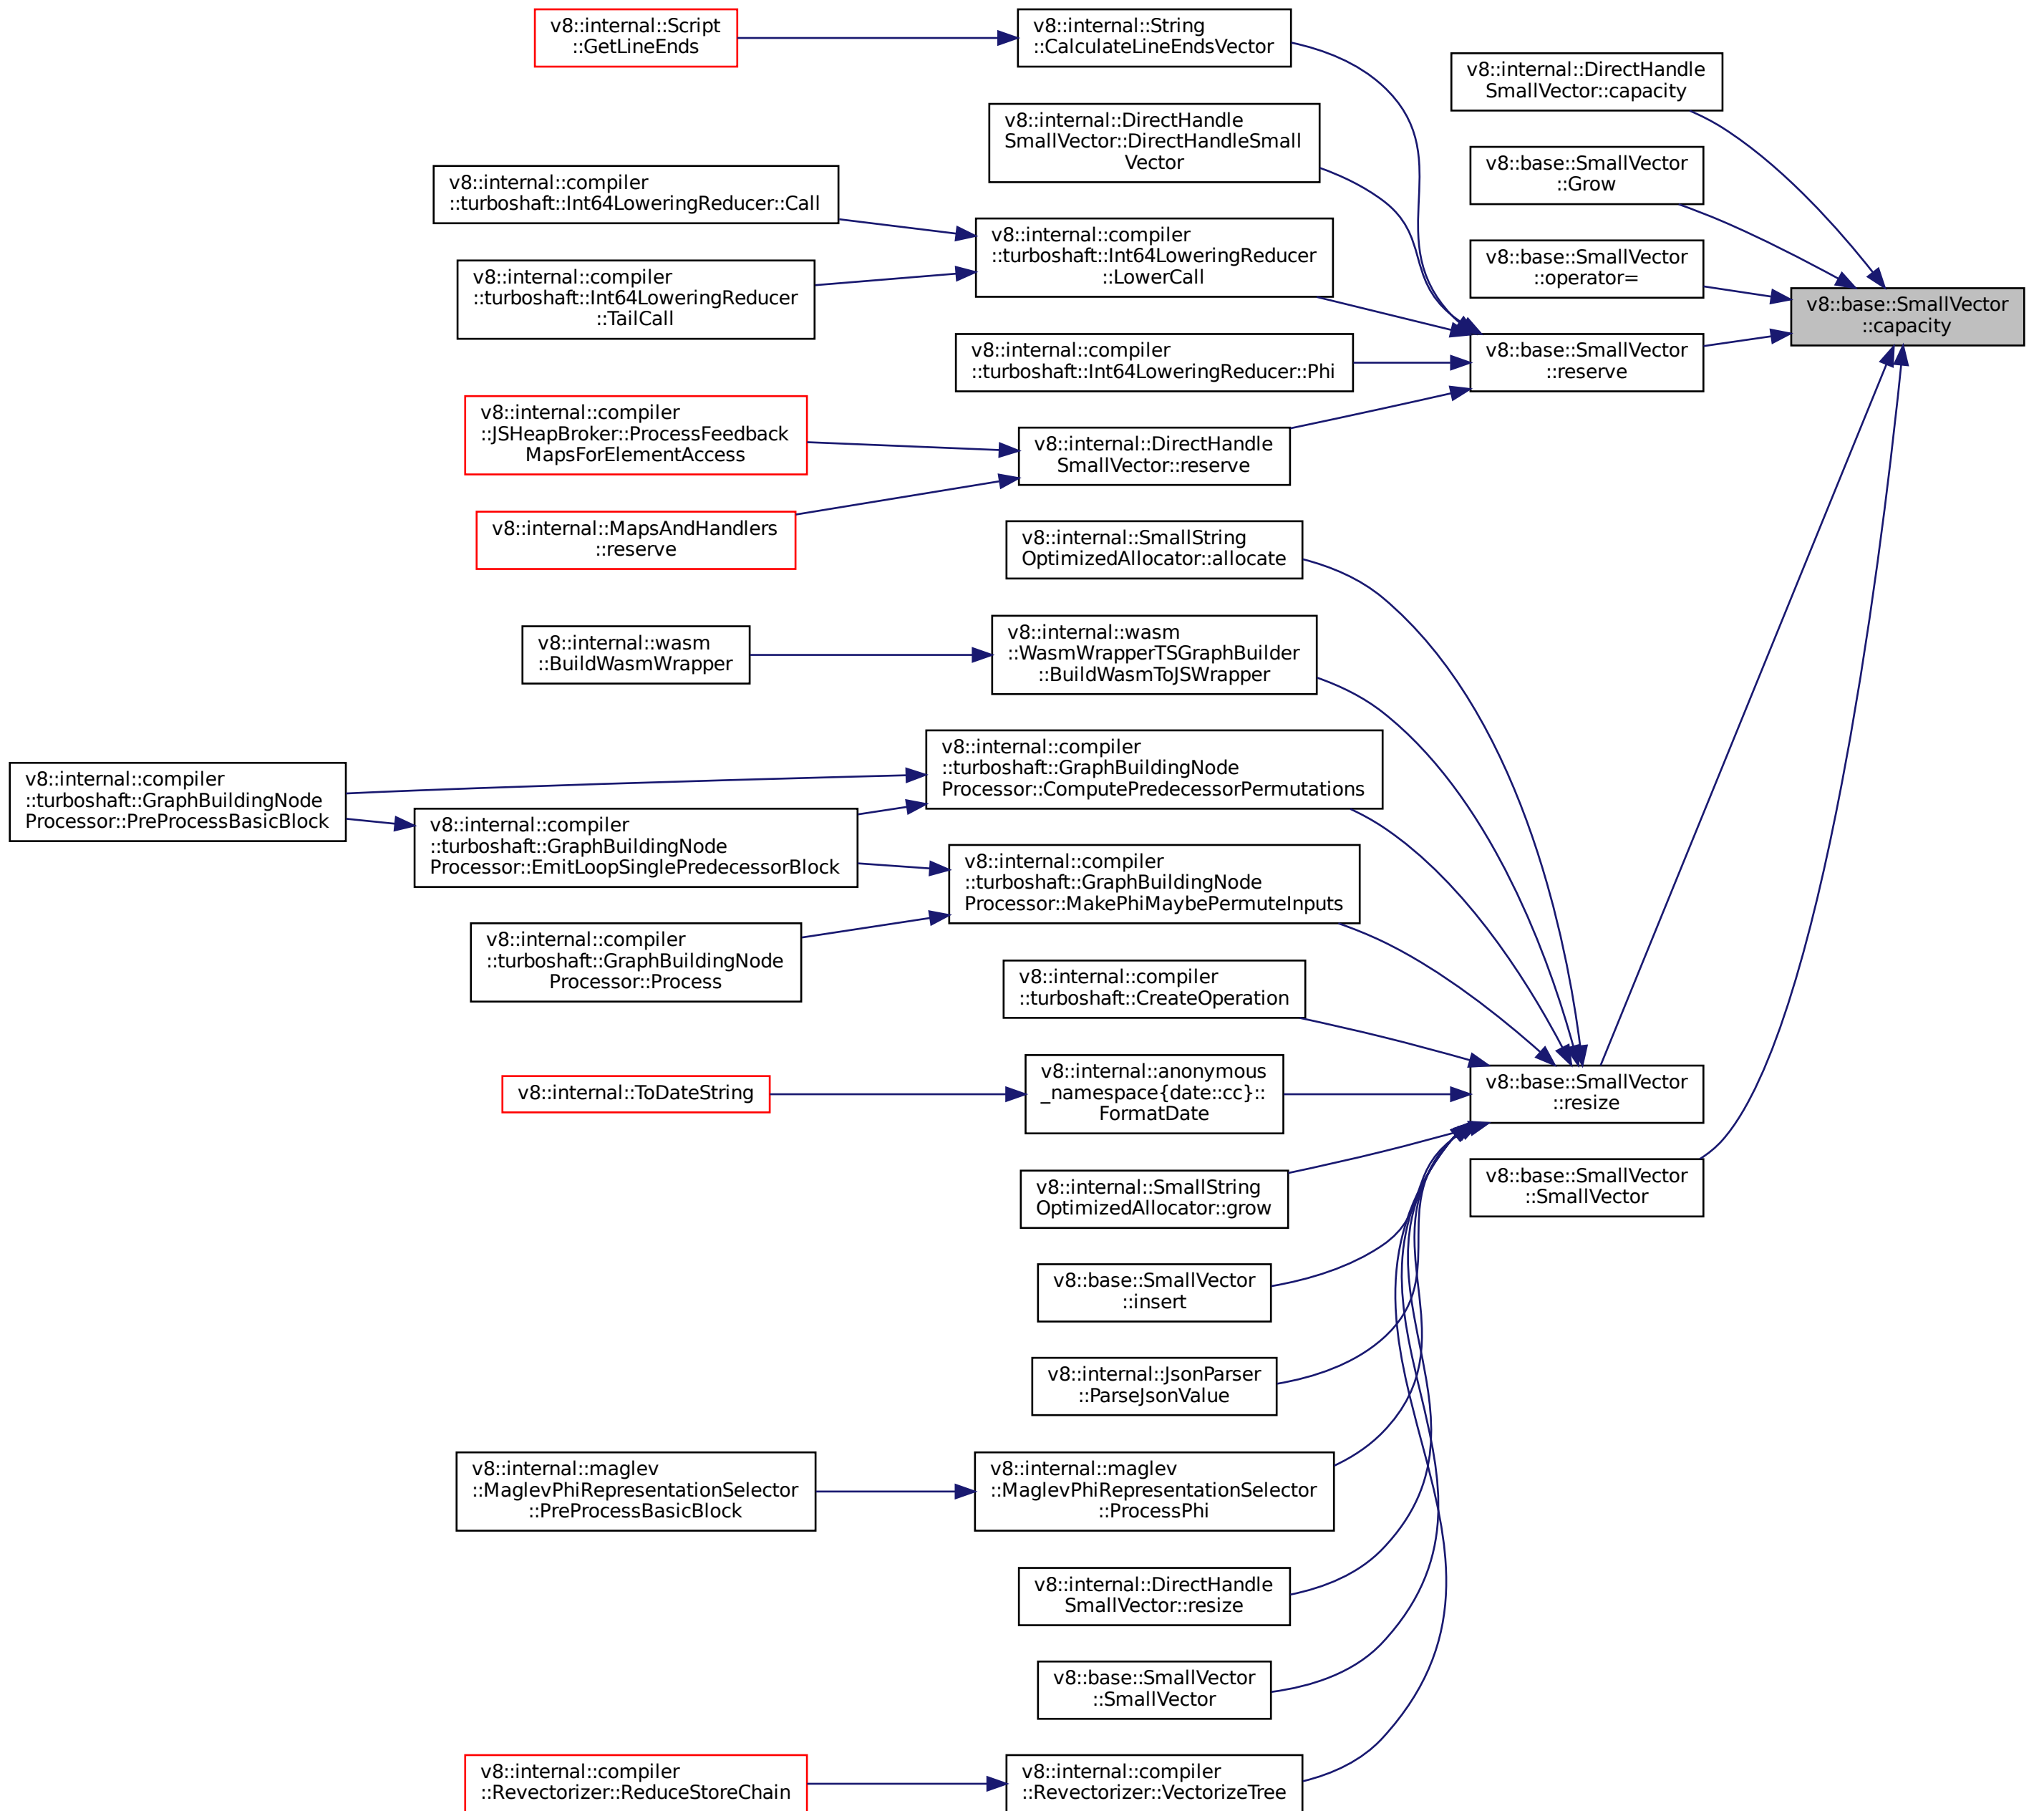 v8::internal::Script
::GetLineEnds
v8::internal::String
::CalculateLineEndsVector
v8::internal::DirectHandle
SmallVector::capacity
v8::internal::DirectHandle
SmallVector::DirectHandleSmall
Vector
v8::base::SmallVector
::Grow
v8::internal::compiler
::turboshaft::Int64LoweringReducer::Call
v8::internal::compiler
::turboshaft::Int64LoweringReducer
::LowerCall
v8::base::SmallVector
::operator=
v8::internal::compiler
::turboshaft::Int64LoweringReducer
::TailCall
v8::base::SmallVector
::capacity
v8::internal::compiler
::turboshaft::Int64LoweringReducer::Phi
v8::base::SmallVector
::reserve
v8::internal::compiler
::JSHeapBroker::ProcessFeedback
MapsForElementAccess
v8::internal::DirectHandle
SmallVector::reserve
v8::internal::MapsAndHandlers
::reserve
v8::internal::SmallString
OptimizedAllocator::allocate
v8::internal::wasm
::BuildWasmWrapper
v8::internal::wasm
::WasmWrapperTSGraphBuilder
::BuildWasmToJSWrapper
v8::internal::compiler
::turboshaft::GraphBuildingNode
Processor::ComputePredecessorPermutations
v8::internal::compiler
::turboshaft::GraphBuildingNode
Processor::PreProcessBasicBlock
v8::internal::compiler
::turboshaft::GraphBuildingNode
Processor::EmitLoopSinglePredecessorBlock
v8::internal::compiler
::turboshaft::GraphBuildingNode
Processor::MakePhiMaybePermuteInputs
v8::internal::compiler
::turboshaft::GraphBuildingNode
Processor::Process
v8::internal::compiler
::turboshaft::CreateOperation
v8::internal::ToDateString
v8::internal::anonymous
_namespace{date::cc}::
FormatDate
v8::base::SmallVector
::resize
v8::internal::SmallString
OptimizedAllocator::grow
v8::base::SmallVector
::SmallVector
v8::base::SmallVector
::insert
v8::internal::JsonParser
::ParseJsonValue
v8::internal::maglev
::MaglevPhiRepresentationSelector
::PreProcessBasicBlock
v8::internal::maglev
::MaglevPhiRepresentationSelector
::ProcessPhi
v8::internal::DirectHandle
SmallVector::resize
v8::base::SmallVector
::SmallVector
v8::internal::compiler
::Revectorizer::ReduceStoreChain
v8::internal::compiler
::Revectorizer::VectorizeTree